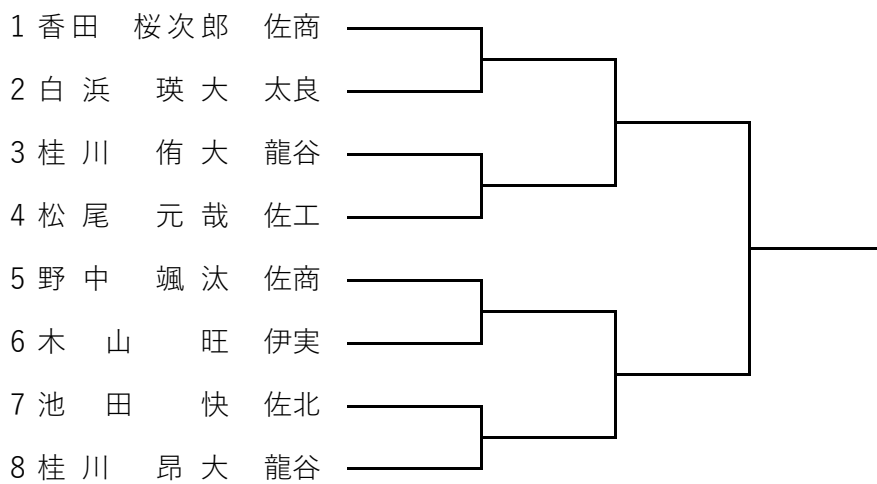 1 香田 桜次郎 佐商
2 白浜 瑛大 太良
3 桂川 侑大 龍谷
4 松尾 元哉 佐工
5 野中 颯汰 佐商
6 木山 旺 伊実
7 池田 快 佐北
8 桂川 昂大 龍谷